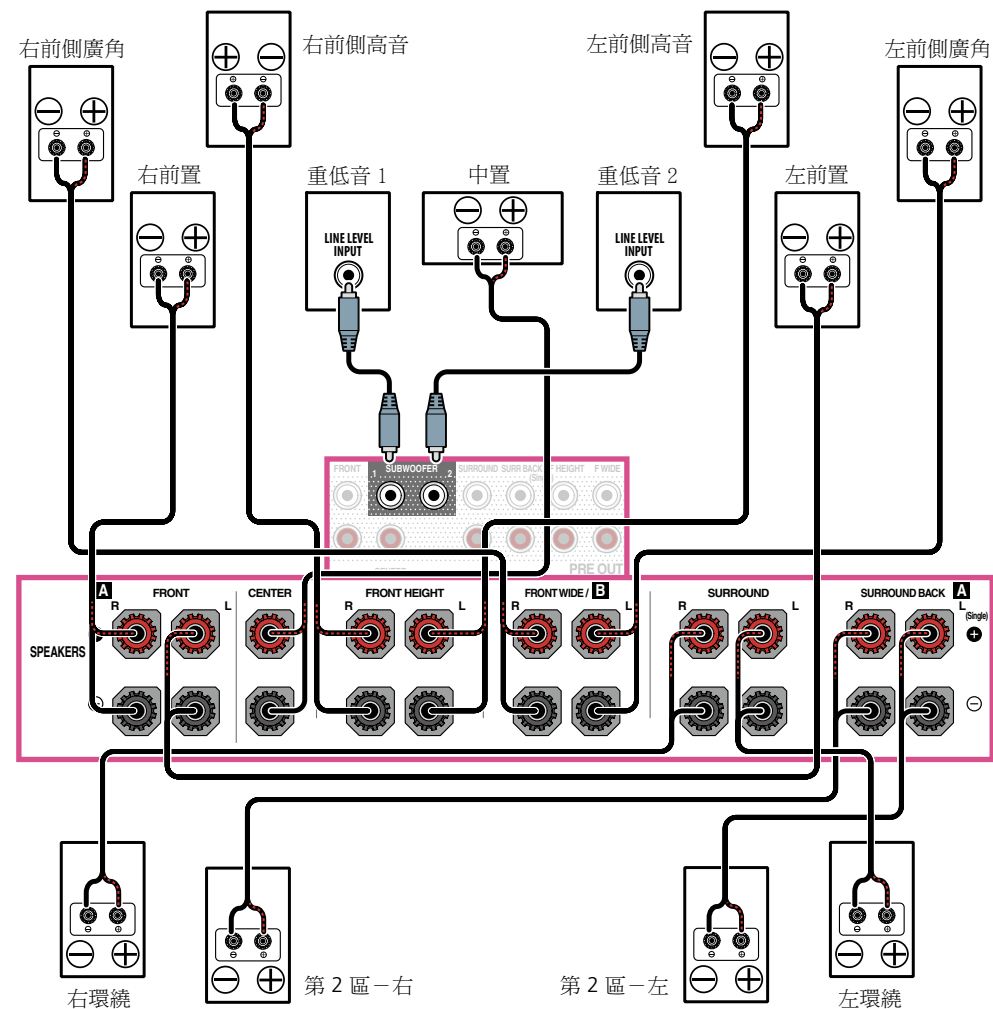 右前側廣角
右前側高音
左前側高音
左前側廣角
右前置
重低音 1
中置
重低音 2
左前置
LINE LEVEL
INPUT
LINE LEVEL
INPUT
FRONT
SUBWOOFER
1
2
SURROUND
SURR BACK
F HEIGHT
F WIDE
PRE OUT
A
FRONT
R
L
CENTER
FRONT HEIGHT
R
L
FRONT WIDE / B
R
L
SURROUND
R
L
SURROUND BACK
A
R
L
(Single)
SPEAKERS
右環繞
第 2 區－右
第 2 區－左
左環繞